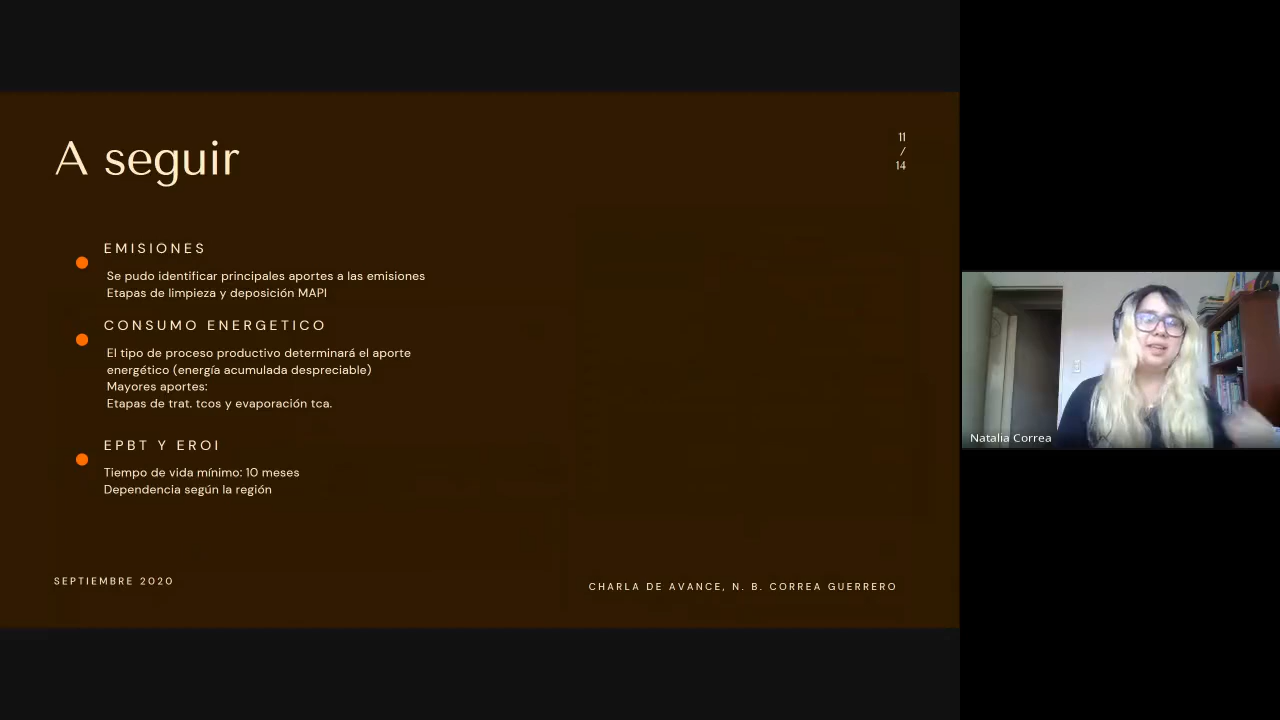 A seguir
11
/
14
EMISIONES
Se pudo identificar principales aportes a las emisiones
Etapas de limpieza y deposición MAPI
CONSUMO ENERGETICO
El tipo de proceso productivo determinará el aporte
energético (energía acumulada despreciable)
Mayores aportes:
Etapas de trat. tcos y evaporación tca.
EPBT Y EROI
Tiempo de vida mínimo: 10 meses
Dependencia según la región
SEPTIEMBRE 2020
CHARLA DE AVANCE, N. B. CORREA GUERRERO
Natalia Correa